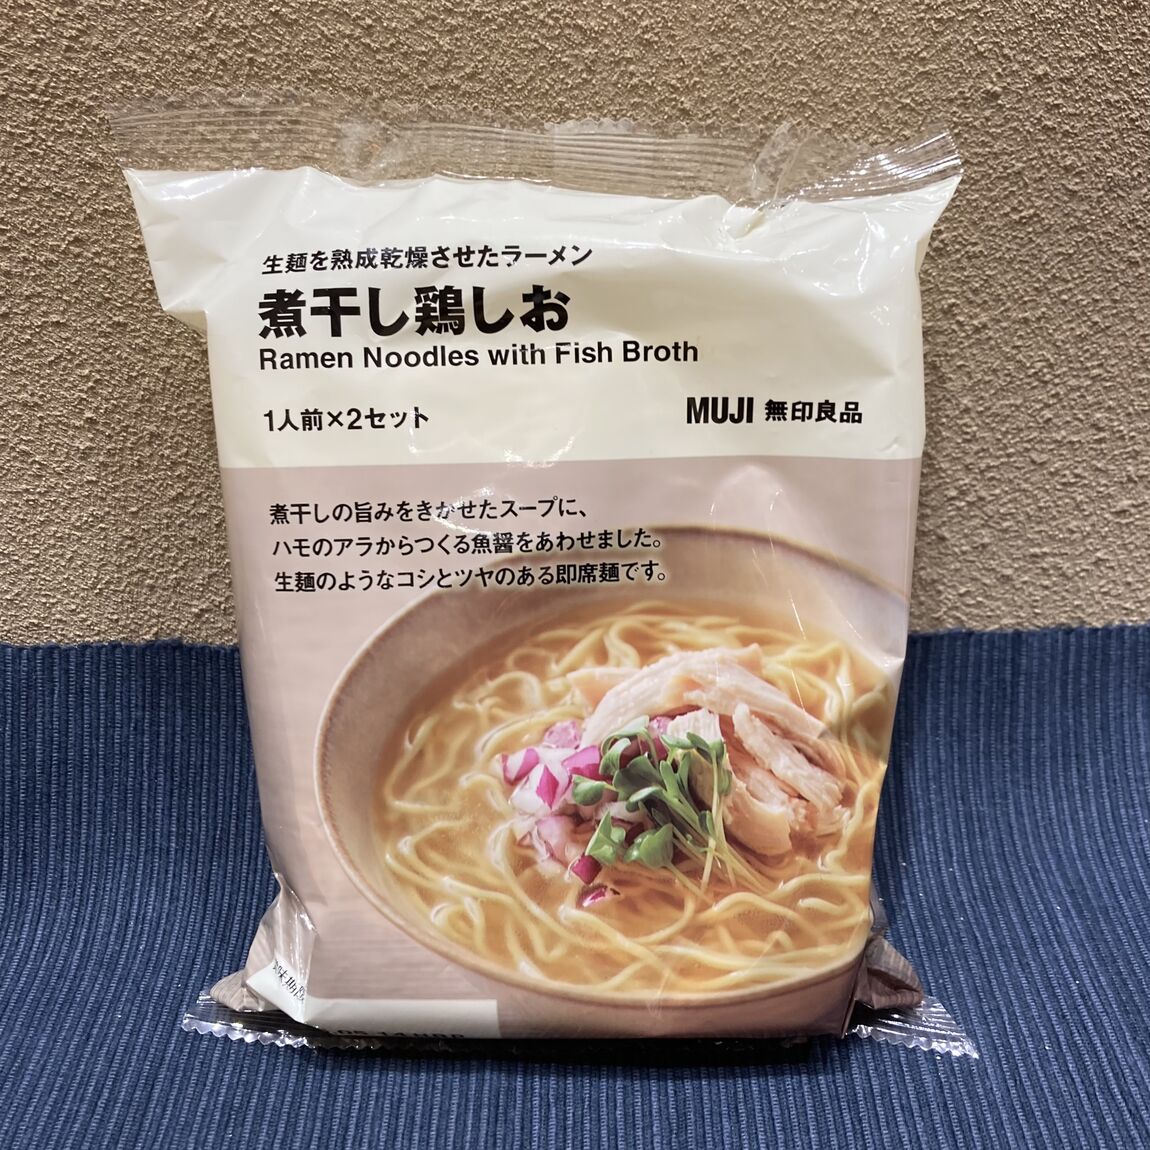 生麺を熟成乾燥させたラーメン
煮干し鶏しお
Ramen Noodles with Fish Broth
1人前×2セット
MUJI 無印良品
煮干しの旨みをきかせたスープに、
ハモのアラからつくる魚醤をあわせました。
生麺のようなコシとツヤのある即席麺です。
味期